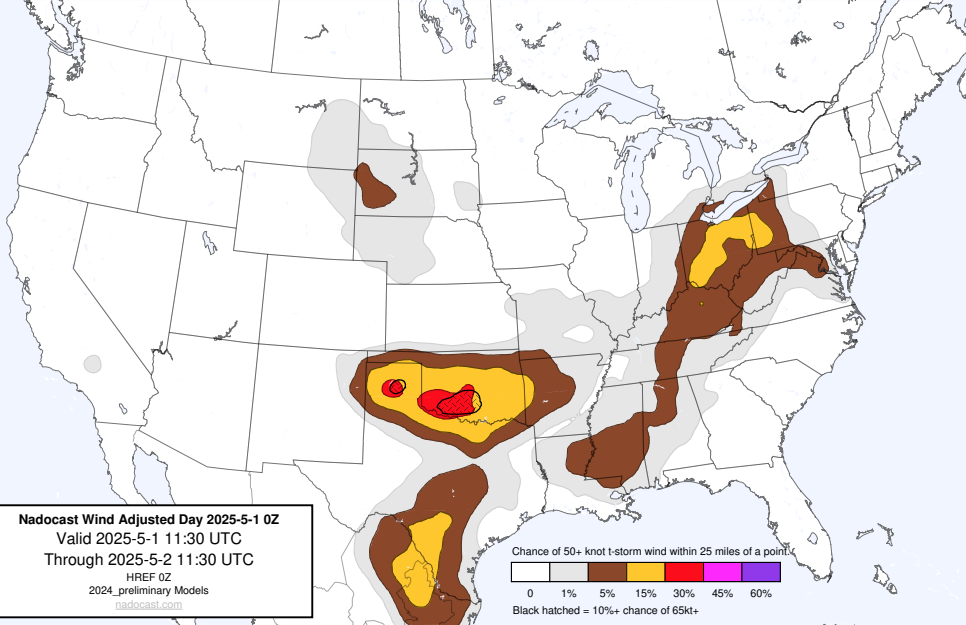 Nadocast Wind Adjusted Day 2025-5-1 0Z
Valid 2025-5-1 11:30 UTC
Through 2025-5-2 11:30 UTC
HREF 0Z
2024_preliminary Models
nadocast.com
Chance of 50+ knot t-storm wind within 25 miles of a point.
0 1% 5% 15% 30% 45% 60%
Black hatched = 10%+ chance of 65kt+